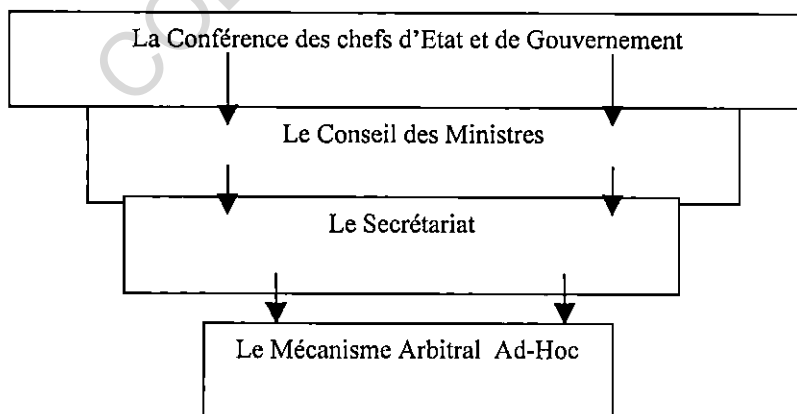 La Conférence des chefs d'Etat et de Gouvernement
Le Conseil des Ministres
Le Secrétariat
Le Mécanisme Arbitral Ad-Hoc